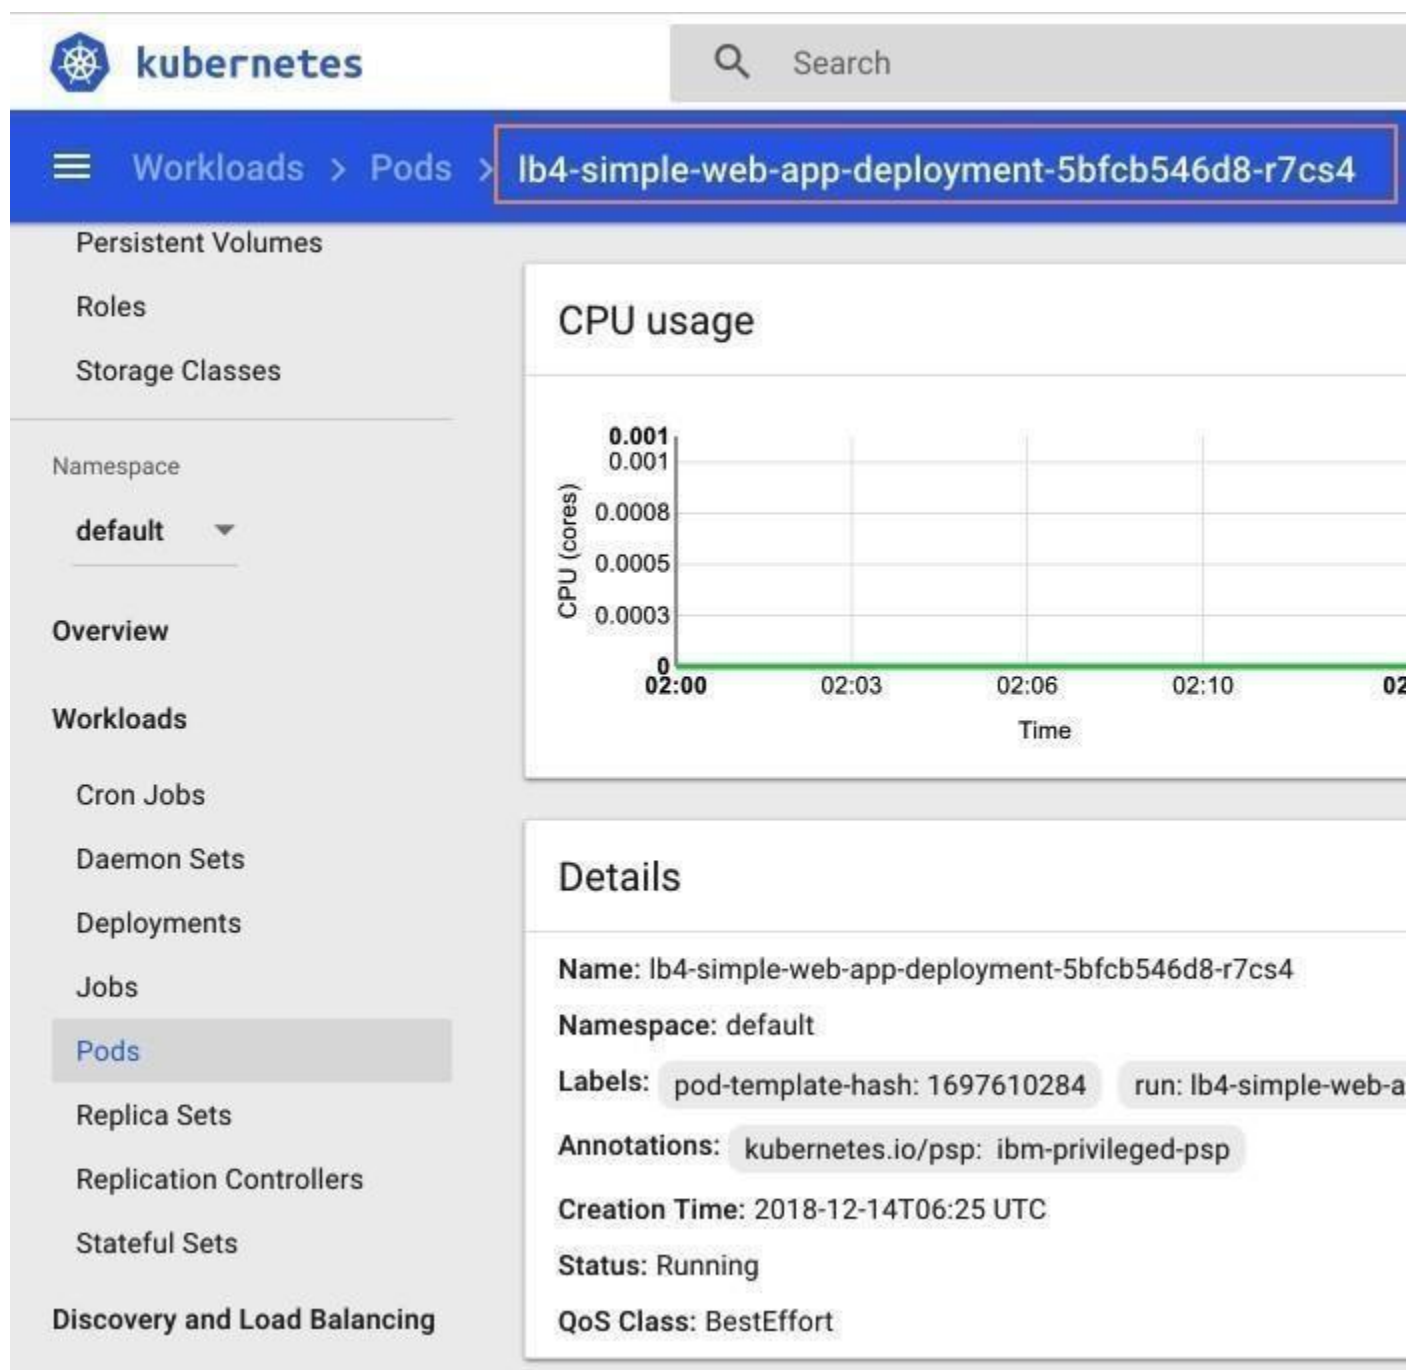 kubernetes
Search
Workloads > Pods > lb4-simple-web-app-deployment-5bfcb546d8-r7cs4
Persistent Volumes
Roles
Storage Classes
Namespace
default
Overview
Workloads
Cron Jobs
Daemon Sets
Deployments
Jobs
Pods
Replica Sets
Replication Controllers
Stateful Sets
Discovery and Load Balancing
CPU usage
0.001
0.001
0.0008
0.0005
0.0003
0
CPU (cores)
02:00 02:03 02:06 02:10 02
Time
Details
Name: lb4-simple-web-app-deployment-5bfcb546d8-r7cs4
Namespace: default
Labels: pod-template-hash: 1697610284 run: lb4-simple-web-a
Annotations: kubernetes.io/psp: ibm-privileged-psp
Creation Time: 2018-12-14T06:25 UTC
Status: Running
QoS Class: BestEffort